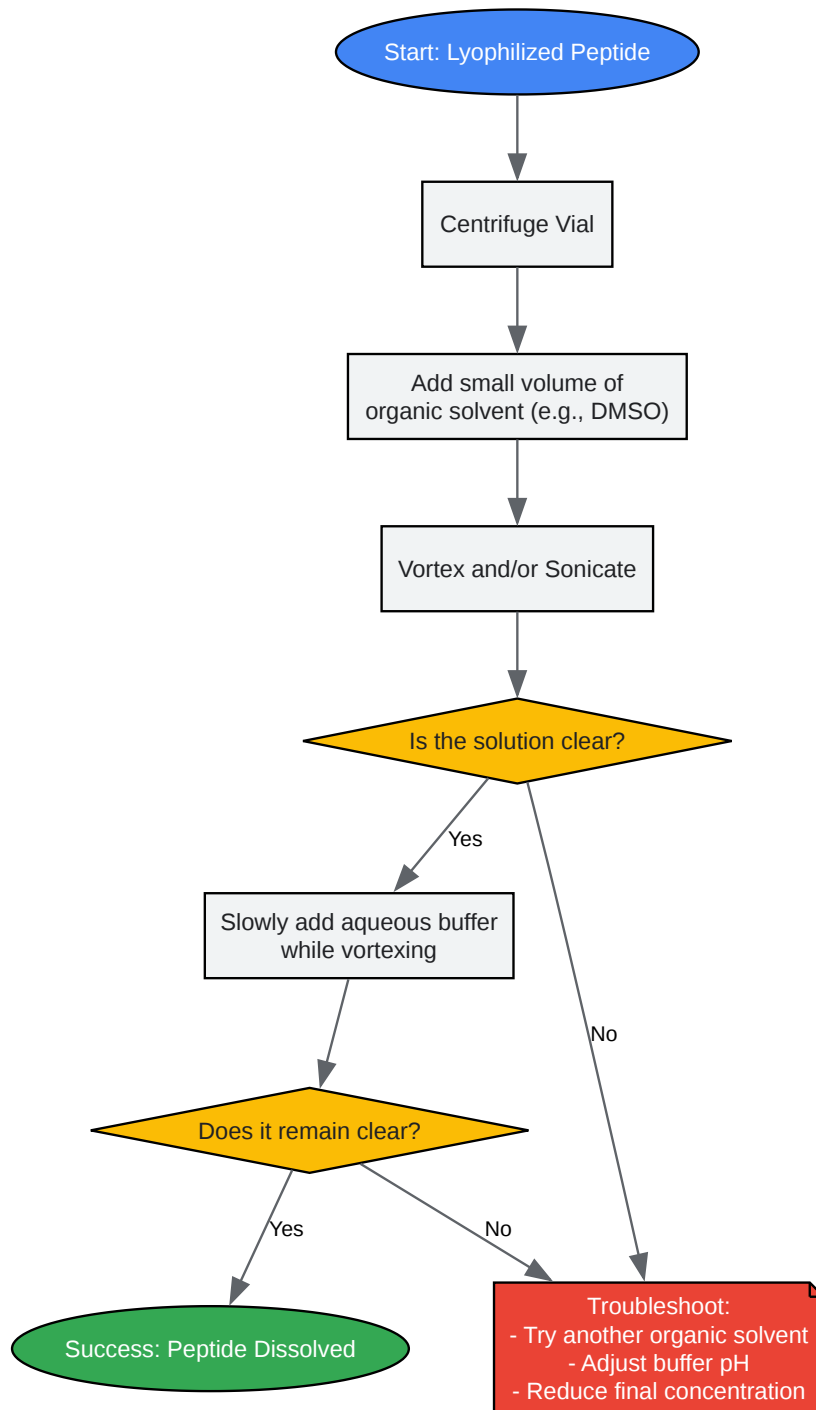 Start: Lyophilized Peptide
Centrifuge Vial
Add small volume of
organic solvent (e.g., DMSO)
Vortex and/or Sonicate
Is the solution clear?
Yes
Slowly add aqueous buffer
while vortexing
No
Does it remain clear?
Yes
No
Success: Peptide Dissolved
Troubleshoot:
- Try another organic solvent
- Adjust buffer pH
- Reduce final concentration